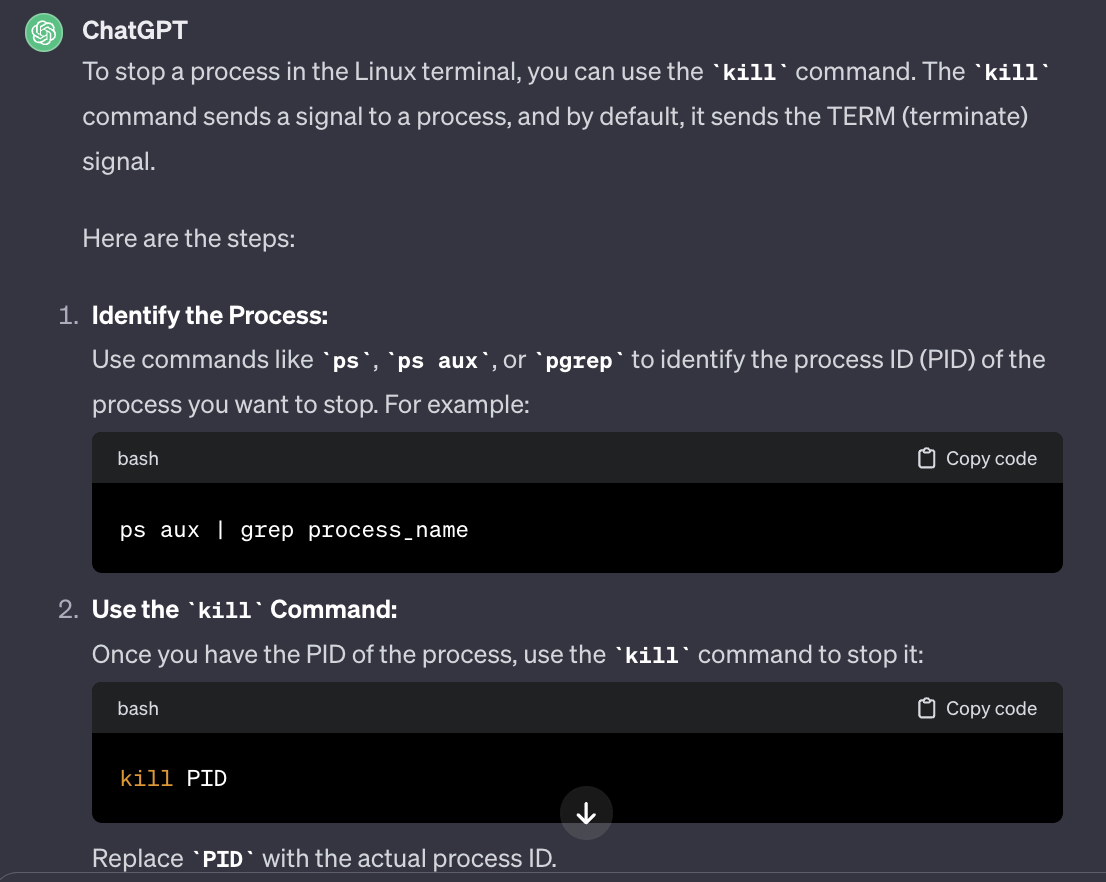 ChatGPT
To stop a process in the Linux terminal, you can use the `kill` command. The `kill`
command sends a signal to a process, and by default, it sends the TERM (terminate)
signal.
Here are the steps:
1. Identify the Process:
Use commands like `ps`, `ps aux`, or `pgrep` to identify the process ID (PID) of the
process you want to stop. For example:
bash Copy code
ps aux | grep process_name
2. Use the `kill` Command:
Once you have the PID of the process, use the `kill` command to stop it:
bash Copy code
kill PID
Replace `PID` with the actual process ID.